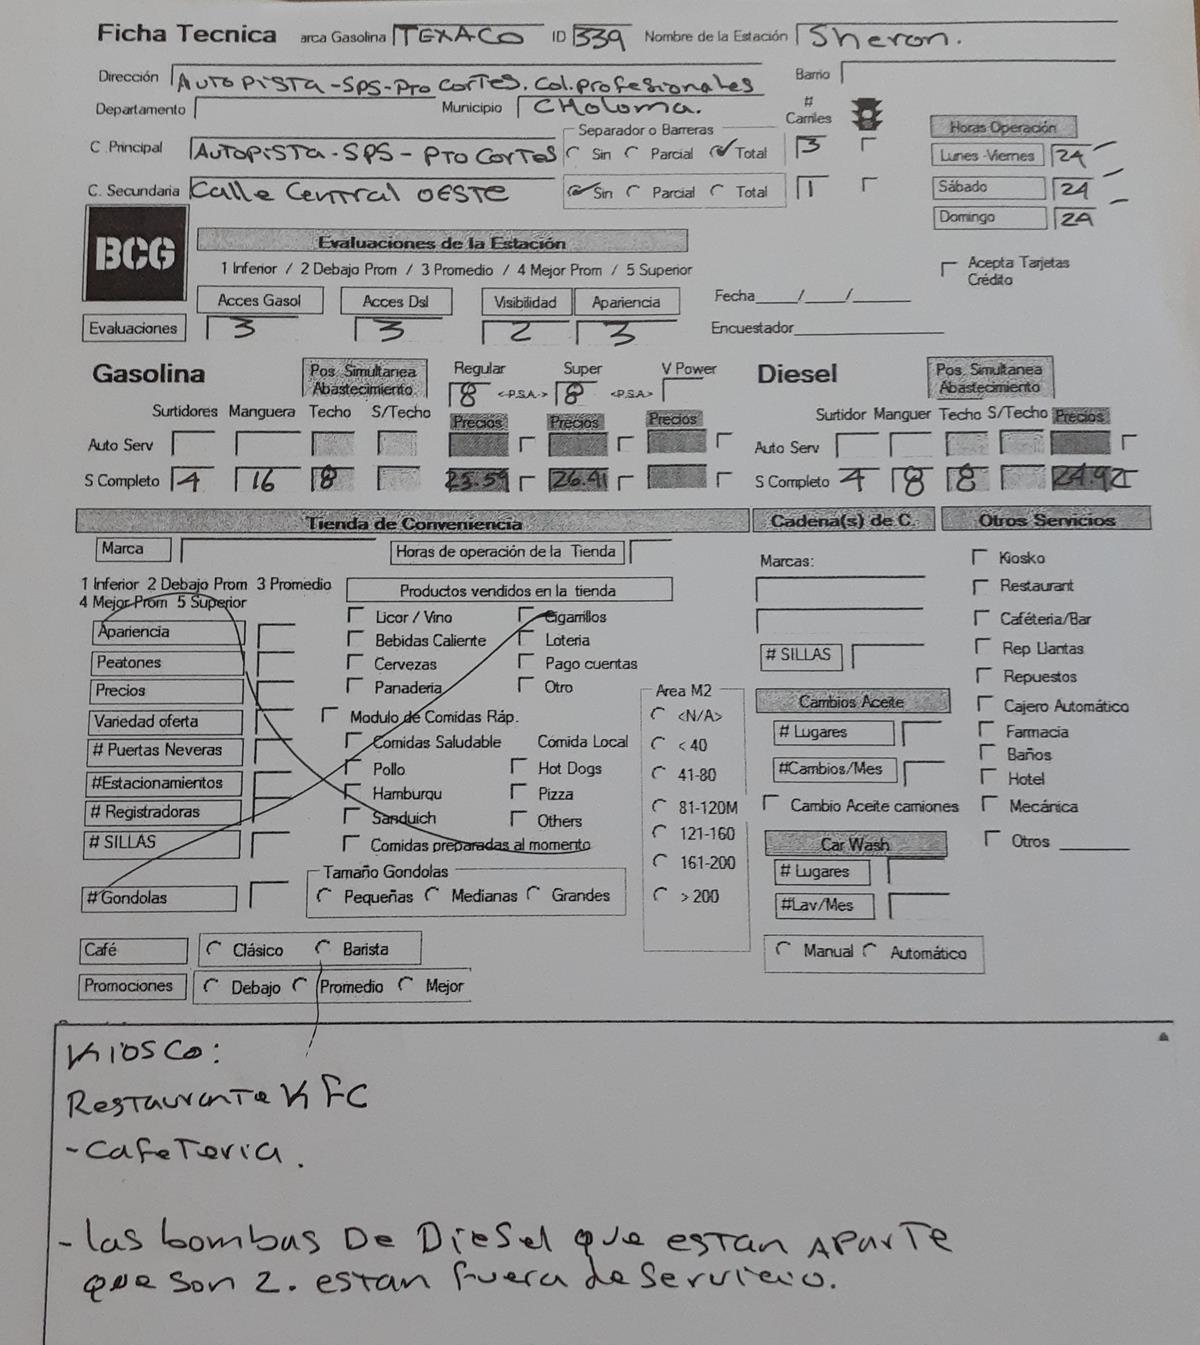 Ficha Tecnica arca Gasolina TEXACO ID 339 Nombre de la Estación Sheron.
Dirección AUTOPISTA-SPS-Pto CorTes. Col. profesionales Barrio
Departamento Municipio CHoloma. # Carriles
Separador o Barreras
Horas Operación
C. Principal AUTOPISTA-SPS-PTO CORTES Sin Parcial Total 3
Lunes-Viernes 24
C. Secundaria Calle Central OESTE Sin Parcial Total 1
Sábado 24
Domingo 24
BCG
Evaluaciones de la Estación
1 Inferior / 2 Debajo Prom / 3 Promedio / 4 Mejor Prom / 5 Superior
Acepta Tarjetas Crédito
Acces Gasol Acces Dsl Visibilidad Apariencia
Fecha____/____/______
Evaluaciones 3 3 2 3
Encuestador
Gasolina Pos. Simultanea Abastecimiento Regular Super V Power
8 <-P.S.A.-> 8 <-P.S.A>
Surtidores Manguera Techo S/Techo Precios Precios Precios
Auto Serv
S Completo 4 16 8 25.59 26.41
Diesel Pos. Simultanea Abastecimiento
Surtidor Manguer Techo S/Techo Precios
Auto Serv
S Completo 4 8 8 24.92
Tienda de Conveniencia
Marca Horas de operación de la Tienda
1 Inferior 2 Debajo Prom 3 Promedio
4 Mejor Prom 5 Superior
Apariencia
Peatones
Precios
Variedad oferta
# Puertas Neveras
#Estacionamientos
# Registradoras
# SILLAS
# Gondolas
Productos vendidos en la tienda
Licor / Vino Cigarrillos
Bebidas Caliente Loteria
Cervezas Pago cuentas
Panaderia Otro
Modulo de Comidas Ráp.
Comidas Saludable Comida Local
Pollo Hot Dogs
Hamburqu Pizza
Sanduich Others
Comidas preparadas al momento
Tamaño Gondolas
Pequeñas Medianas Grandes
Area M2
<N/A>
< 40
41-80
81-120M
121-160
161-200
> 200
Café Clásico Barista
Promociones Debajo Promedio Mejor
Cadena(s) de C.
Marcas:
# SILLAS
Cambios Aceite
# Lugares
#Cambios/Mes
Cambio Aceite camiones
Car Wash
# Lugares
#Lav/Mes
Manual Automático
Otros Servicios
Kiosko
Restaurant
Caféteria/Bar
Rep Llantas
Repuestos
Cajero Automático
Farmacia
Baños
Hotel
Mecánica
Otros
Kiosco:
Restaurante KFC
- Cafeteria.
- las bombas De Diesel que estan APArTE
que son 2. estan fuera de servicio.